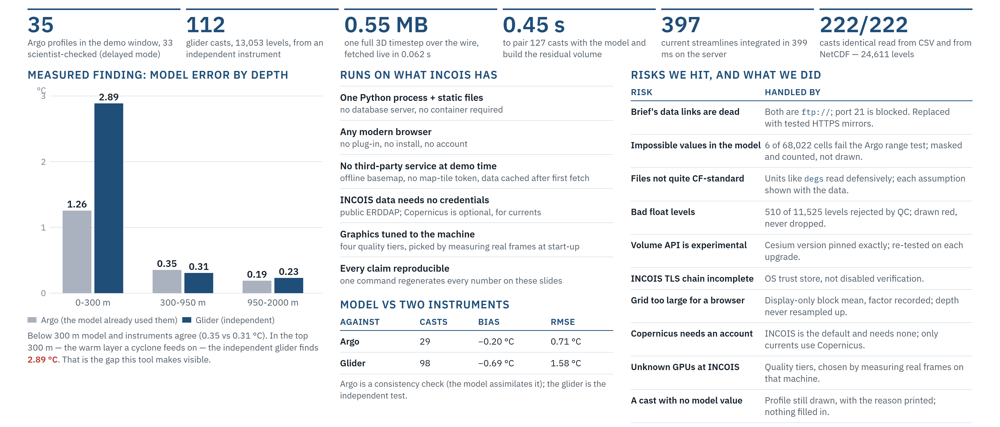 35
Argo profiles in the demo window, 33
scientist-checked (delayed mode)
112
glider casts, 13,053 levels, from an
independent instrument
0.55 MB
one full 3D timestep over the wire,
fetched live in 0.062 s
0.45 s
to pair 127 casts with the model and
build the residual volume
397
current streamlines integrated in 399
ms on the server
222/222
casts identical read from CSV and from
NetCDF — 24,611 levels
MEASURED FINDING: MODEL ERROR BY DEPTH
°C
3
2
1
0
2.89
1.26
0.35
0.31
0.19
0.23
0-300 m
300-950 m
950-2000 m
Argo (the model already used them)
Glider (independent)
Below 300 m model and instruments agree (0.35 vs 0.31 °C). In the top
300 m — the warm layer a cyclone feeds on — the independent glider finds
2.89 °C. That is the gap this tool makes visible.
RUNS ON WHAT INCOIS HAS
One Python process + static files
no database server, no container required
Any modern browser
no plug-in, no install, no account
No third-party service at demo time
offline basemap, no map-tile token, data cached after first fetch
INCOIS data needs no credentials
public ERDDAP; Copernicus is optional, for currents
Graphics tuned to the machine
four quality tiers, picked by measuring real frames at start-up
Every claim reproducible
one command regenerates every number on these slides
MODEL VS TWO INSTRUMENTS
AGAINST CASTS BIAS RMSE
Argo 29 −0.20 °C 0.71 °C
Glider 98 −0.69 °C 1.58 °C
Argo is a consistency check (the model assimilates it); the glider is the
independent test.
RISKS WE HIT, AND WHAT WE DID
RISK HANDLED BY
Brief's data links are dead Both are ftp://; port 21 is blocked. Replaced
with tested HTTPS mirrors.
Impossible values in the model 6 of 68,022 cells fail the Argo range test; masked
and counted, not drawn.
Files not quite CF-standard Units like degs read defensively; each assumption
shown with the data.
Bad float levels 510 of 11,525 levels rejected by QC; drawn red,
never dropped.
Volume API is experimental Cesium version pinned exactly; re-tested on each
upgrade.
INCOIS TLS chain incomplete OS trust store, not disabled verification.
Grid too large for a browser Display-only block mean, factor recorded; depth
never resampled up.
Copernicus needs an account INCOIS is the default and needs none; only
currents use Copernicus.
Unknown GPUs at INCOIS Quality tiers, chosen by measuring real frames on
that machine.
A cast with no model value Profile still drawn, with the reason printed;
nothing filled in.